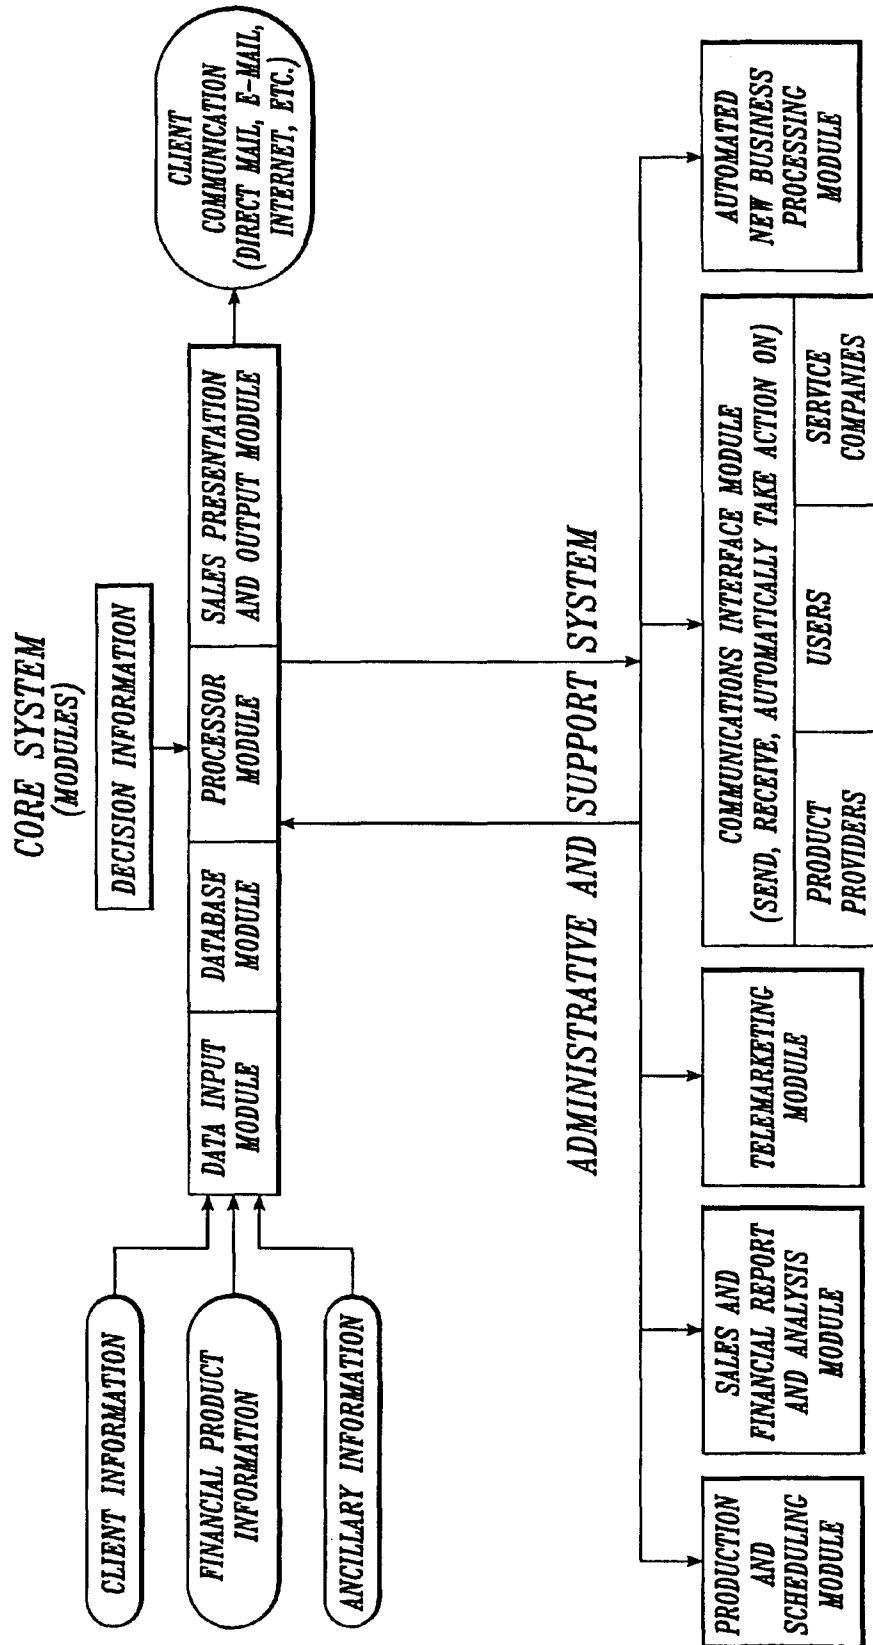 CORE SYSTEM
(MODULES)
DECISION INFORMATION
CLIENT INFORMATION
FINANCIAL PRODUCT
INFORMATION
ANCILLARY INFORMATION
DATA INPUT
MODULE
DATABASE
MODULE
PROCESSOR
MODULE
SALES PRESENTATION
AND OUTPUT MODULE
CLIENT
COMMUNICATION
(DIRECT MAIL, E-MAIL,
INTERNET, ETC.)
ADMINISTRATIVE AND SUPPORT SYSTEM
PRODUCTION
AND
SCHEDULING
MODULE
SALES AND
FINANCIAL REPORT
AND ANALYSIS
MODULE
TELEMARKETING
MODULE
COMMUNICATIONS INTERFACE MODULE
(SEND, RECEIVE, AUTOMATICALLY TAKE ACTION ON)
PRODUCT
PROVIDERS
USERS
SERVICE
COMPANIES
AUTOMATED
NEW BUSINESS
PROCESSING
MODULE